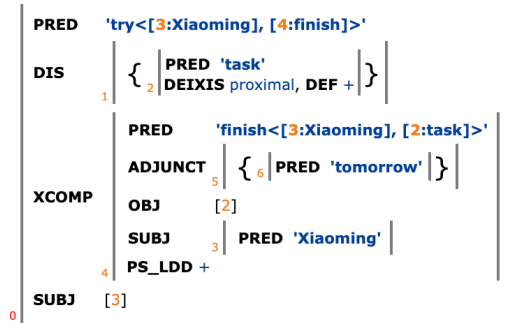 PRED 'try<[3:Xiaoming], [4:finish]>'
PRED 'task'
DIS { 2
DEIXIS proximal, DEF + }
1
PRED 'finish<[3:Xiaoming], [2:task]>'
ADJUNCT { 6 PRED 'tomorrow' }
5
XCOMP
OBJ [2]
SUBJ 3 PRED 'Xiaoming'
4 PS_LDD +
SUBJ [3]
0